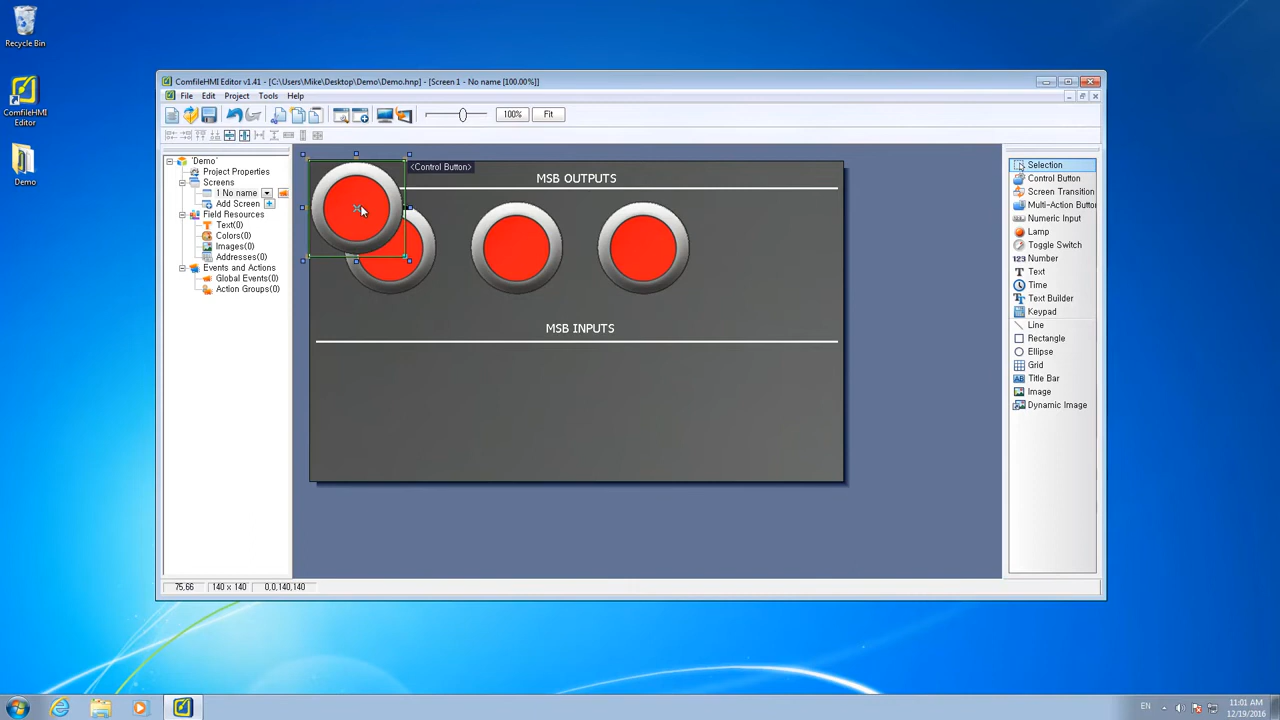 Recycle Bin
ComfileHMI
Editor
Demo
ComfileHMI Editor v1.41 - [C:\Users\Mike\Desktop\Demo\Demo.hnp] - [Screen 1 - No name [100.00%]]
File Edit Project Tools Help
100% Fit
'Demo'
Project Properties
Screens
1 No name
Add Screen
Field Resources
Text(0)
Colors(0)
Images(0)
Addresses(0)
Events and Actions
Global Events(0)
Action Groups(0)
<Control Button>
MSB OUTPUTS
MSB INPUTS
Selection
Control Button
Screen Transition
Multi-Action Button
Numeric Input
Lamp
Toggle Switch
123 Number
Text
Time
Text Builder
Keypad
Line
Rectangle
Ellipse
Grid
Title Bar
Image
Dynamic Image
75,66 140 x 140 0,0,140,140
EN
11:01 AM
12/19/2016